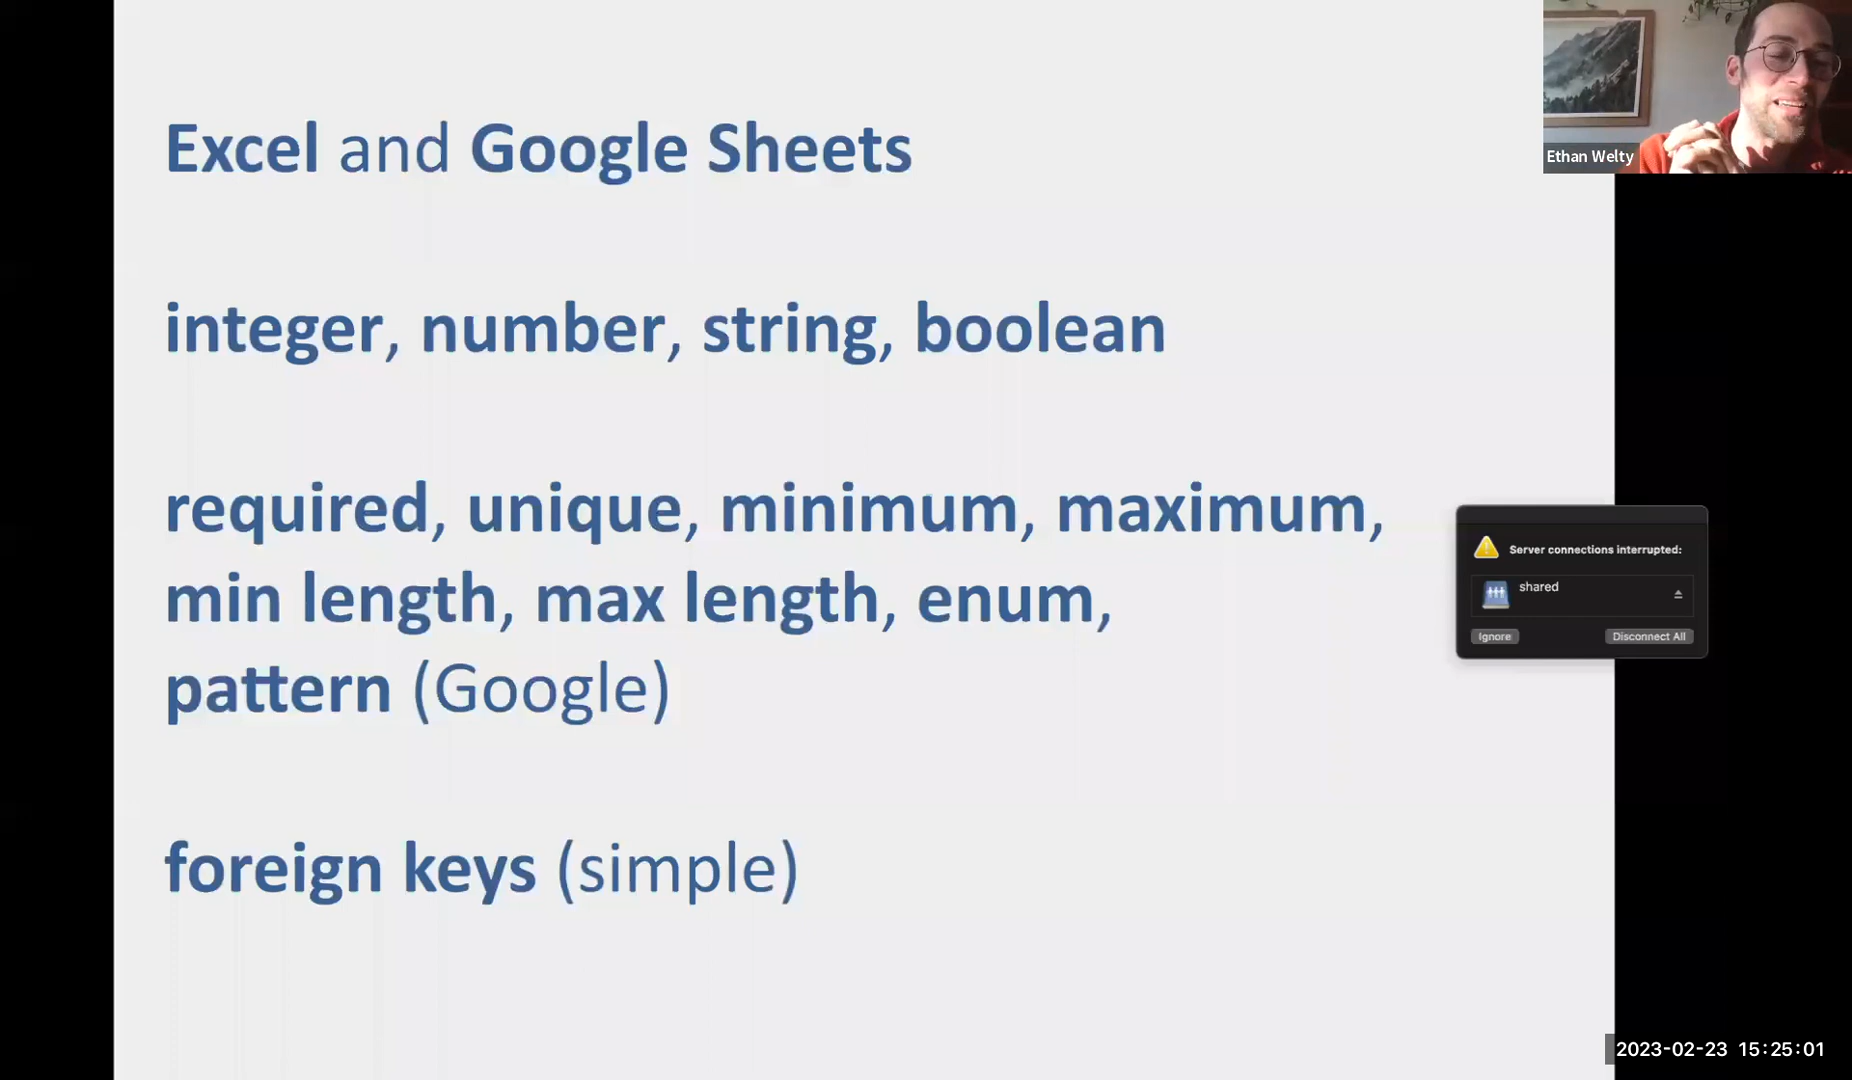 Excel and Google Sheets
Ethan Welty
integer, number, string, boolean
required, unique, minimum, maximum,
min length, max length, enum,
pattern (Google)
Server connections interrupted:
shared
Ignore
Disconnect All
foreign keys (simple)
2023-02-23 15:25:01